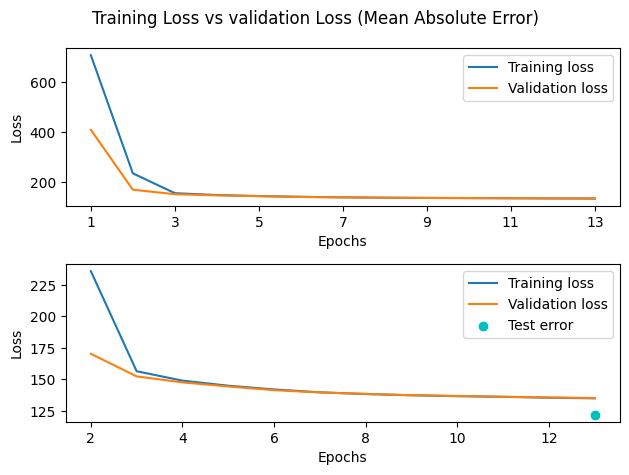 Training Loss vs validation Loss (Mean Absolute Error)
600
400
200
Loss
Training loss
Validation loss
1 3 5 7 9 11 13
Epochs
225
200
175
150
125
Loss
Training loss
Validation loss
Test error
2 4 6 8 10 12
Epochs